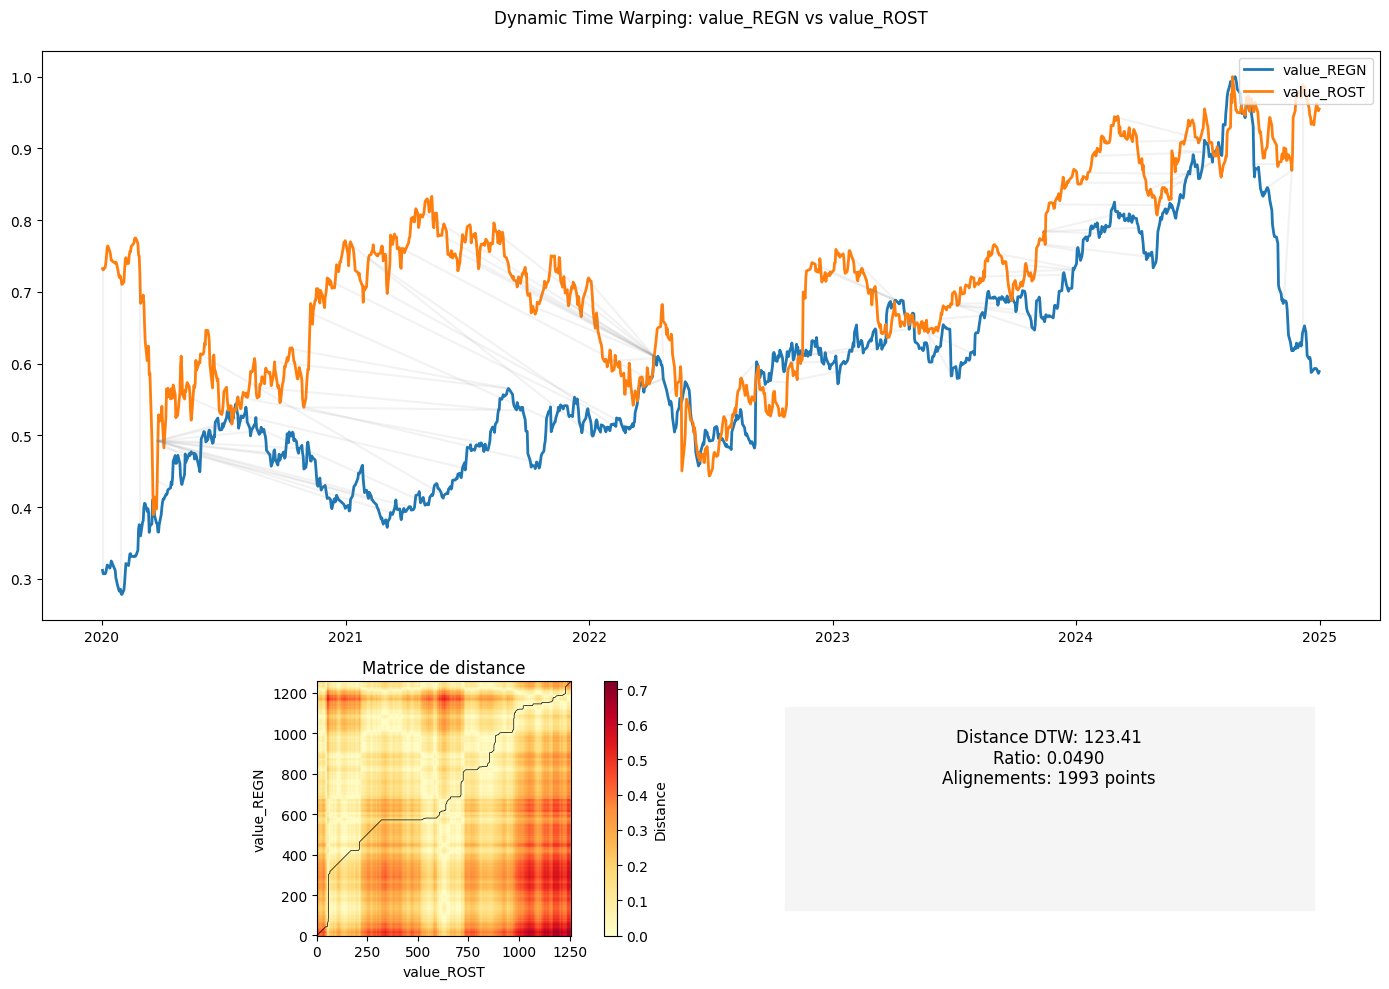 Dynamic Time Warping: value_REGN vs value_ROST
value_REGN
value_ROST
1.0
0.9
0.8
0.7
0.6
0.5
0.4
0.3
2020 2021 2022 2023 2024 2025
Matrice de distance
value_REGN
1200
1000
800
600
400
200
0
0 250 500 750 1000 1250
value_ROST
0.7
0.6
0.5
0.4
0.3
0.2
0.1
0.0
Distance
Distance DTW: 123.41
Ratio: 0.0490
Alignements: 1993 points